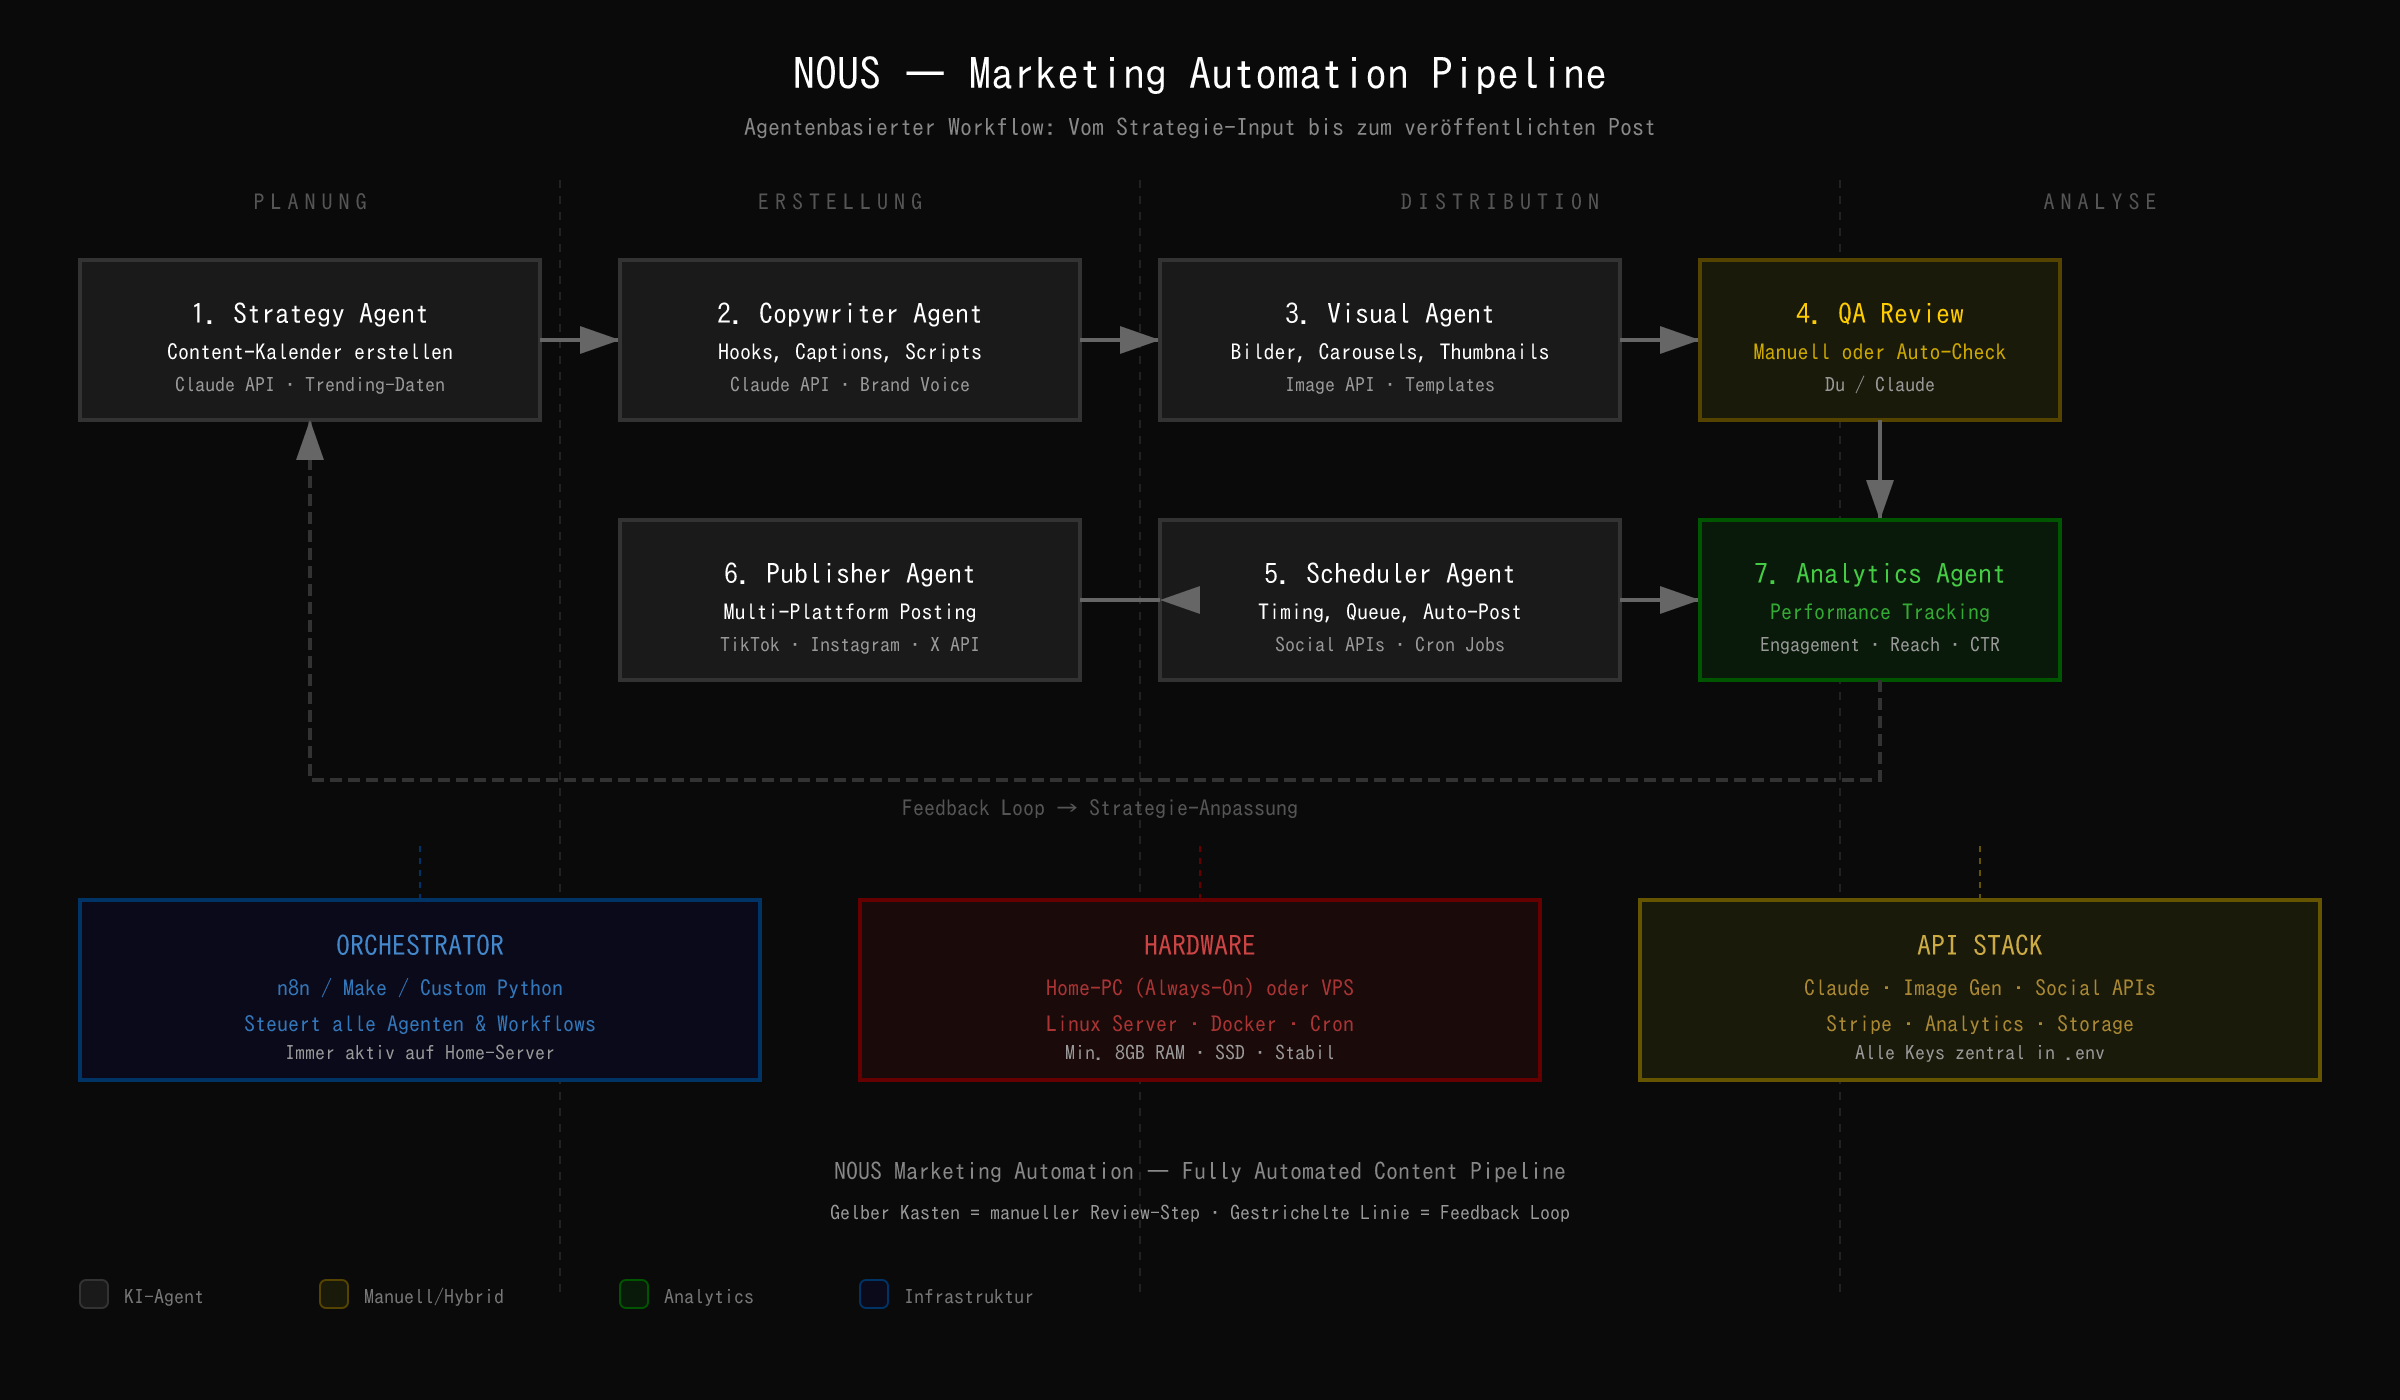 NOUS — Marketing Automation Pipeline
Agentenbasierter Workflow: Vom Strategie-Input bis zum veröffentlichten Post
PLANUNG
ERSTELLUNG
DISTRIBUTION
ANALYSE
1. Strategy Agent
Content-Kalender erstellen
Claude API · Trending-Daten
2. Copywriter Agent
Hooks, Captions, Scripts
Claude API · Brand Voice
3. Visual Agent
Bilder, Carousels, Thumbnails
Image API · Templates
4. QA Review
Manuell oder Auto-Check
Du / Claude
6. Publisher Agent
Multi-Plattform Posting
TikTok · Instagram · X API
5. Scheduler Agent
Timing, Queue, Auto-Post
Social APIs · Cron Jobs
7. Analytics Agent
Performance Tracking
Engagement · Reach · CTR
Feedback Loop → Strategie-Anpassung
ORCHESTRATOR
n8n / Make / Custom Python
Steuert alle Agenten & Workflows
Immer aktiv auf Home-Server
HARDWARE
Home-PC (Always-On) oder VPS
Linux Server · Docker · Cron
Min. 8GB RAM · SSD · Stabil
API STACK
Claude · Image Gen · Social APIs
Stripe · Analytics · Storage
Alle Keys zentral in .env
NOUS Marketing Automation — Fully Automated Content Pipeline
Gelber Kasten = manueller Review-Step · Gestrichelte Linie = Feedback Loop
KI-Agent
Manuell/Hybrid
Analytics
Infrastruktur